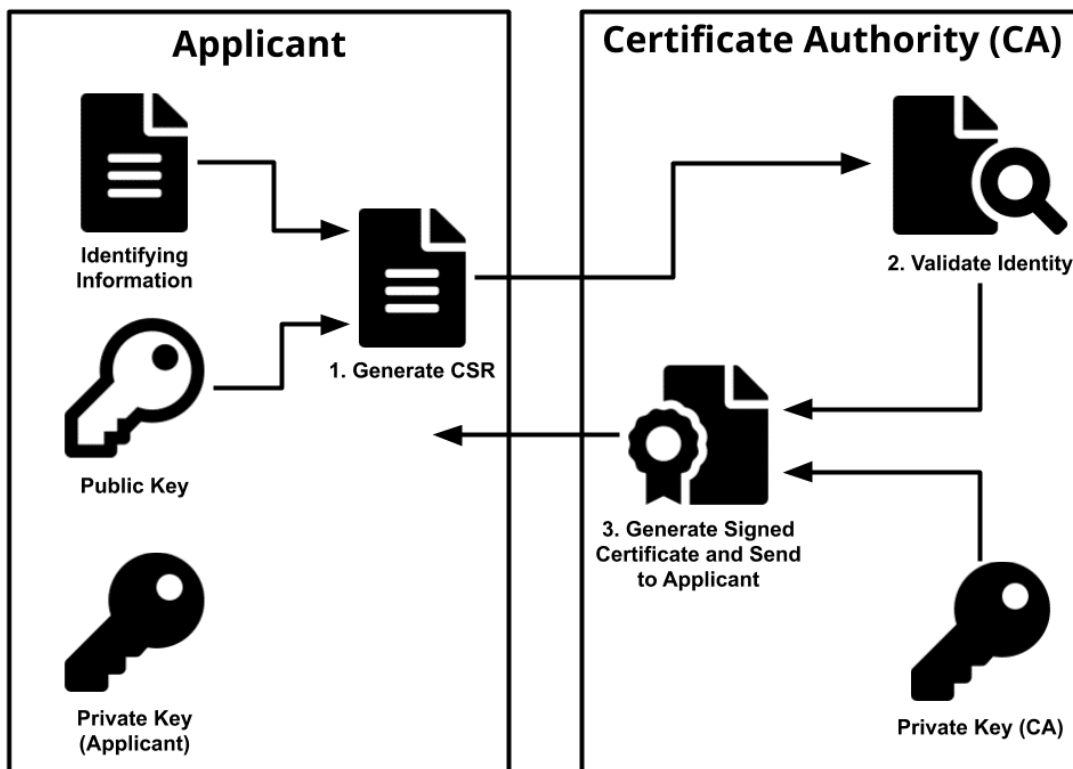 Applicant
Certificate Authority (CA)
Identifying
Information
1. Generate CSR
Public Key
Private Key
(Applicant)
2. Validate Identity
3. Generate Signed
Certificate and Send
to Applicant
Private Key (CA)